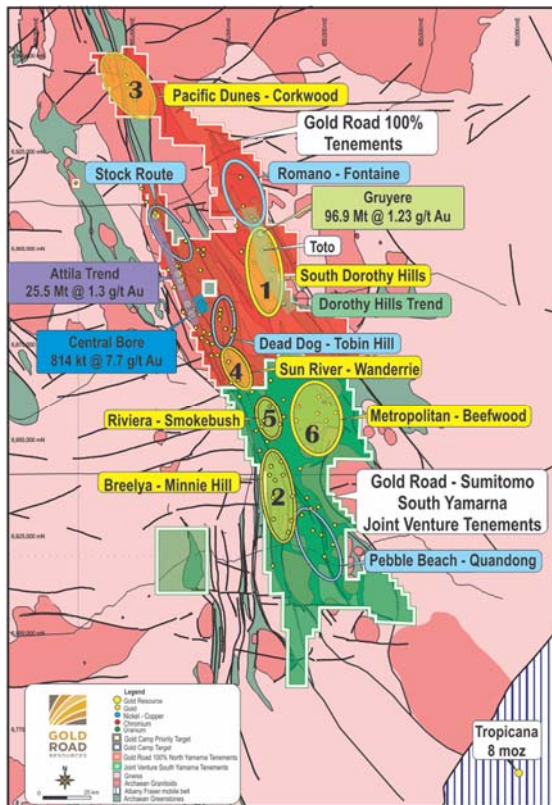 3
Pacific Dunes - Corkwood
Gold Road 100%
Tenements
Stock Route
Romano - Fontaine
Gruyere
96.9 Mt @ 1.23 g/t Au
Toto
Attila Trend
25.5 Mt @ 1.3 g/t Au
South Dorothy Hills
1
Dorothy Hills Trend
Central Bore
814 kt @ 7.7 g/t Au
Dead Dog - Tobin Hill
4
Sun River - Wanderrie
Riviera - Smokebush
5
Metropolitan - Beefwood
6
Breelya - Minnie Hill
2
Gold Road - Sumitomo
South Yamarna
Joint Venture Tenements
Pebble Beach - Quandong
Tropicana
8 moz
GOLD
ROAD
RESOURCES
N
25 km
Legend
Gold Resource
Gold
Nickel - Copper
Chromium
Uranium
Gold Camp Priority Target
Gold Camp Target
Gold Road 100% North Yamarna Tenements
Joint Venture South Yamarna Tenements
Gneiss
Archaean Granitoids
Albany Fraser mobile belt
Archaean Greenstones